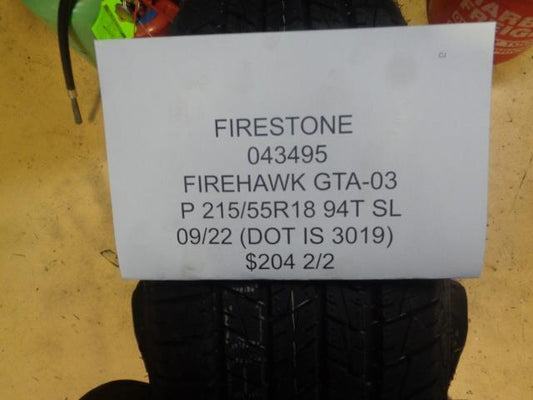 FIRESTONE
043495
FIREHAWK GTA-03
P 215/55R18 94T SL
09/22 (DOT IS 3019)
$204 2/2